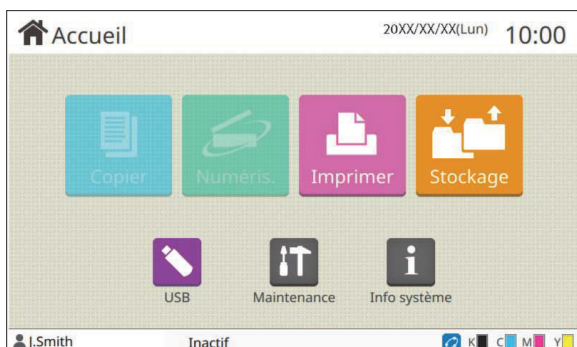 Accueil 20XX/XX/XX(Lun) 10:00
Copier Numéris. Imprimer Stockage
USB Maintenance Info système
J.Smith Inactif K C M Y